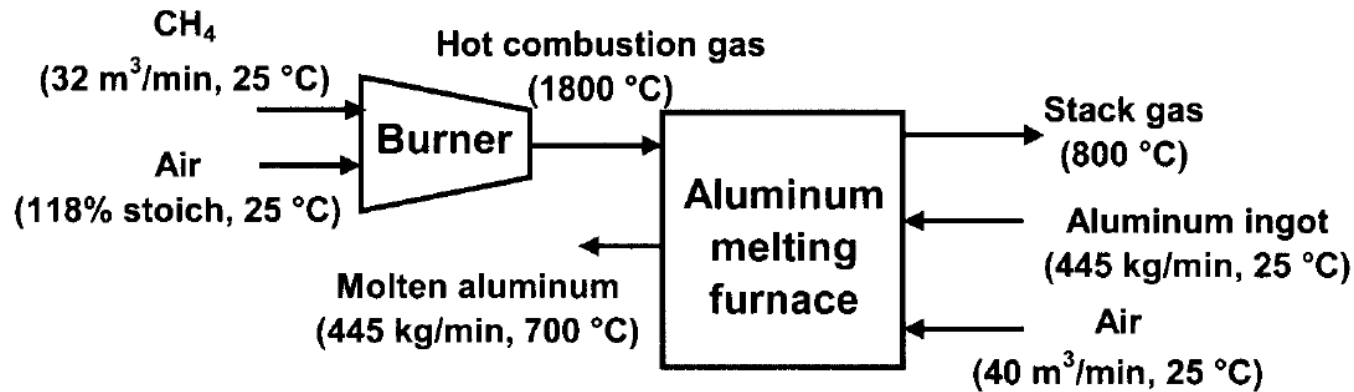 CH₄
(32 m³/min, 25 °C)
Air
(118% stoich, 25 °C)
Burner
Hot combustion gas
(1800 °C)
Aluminum
melting
furnace
Molten aluminum
(445 kg/min, 700 °C)
Stack gas
(800 °C)
Aluminum ingot
(445 kg/min, 25 °C)
Air
(40 m³/min, 25 °C)